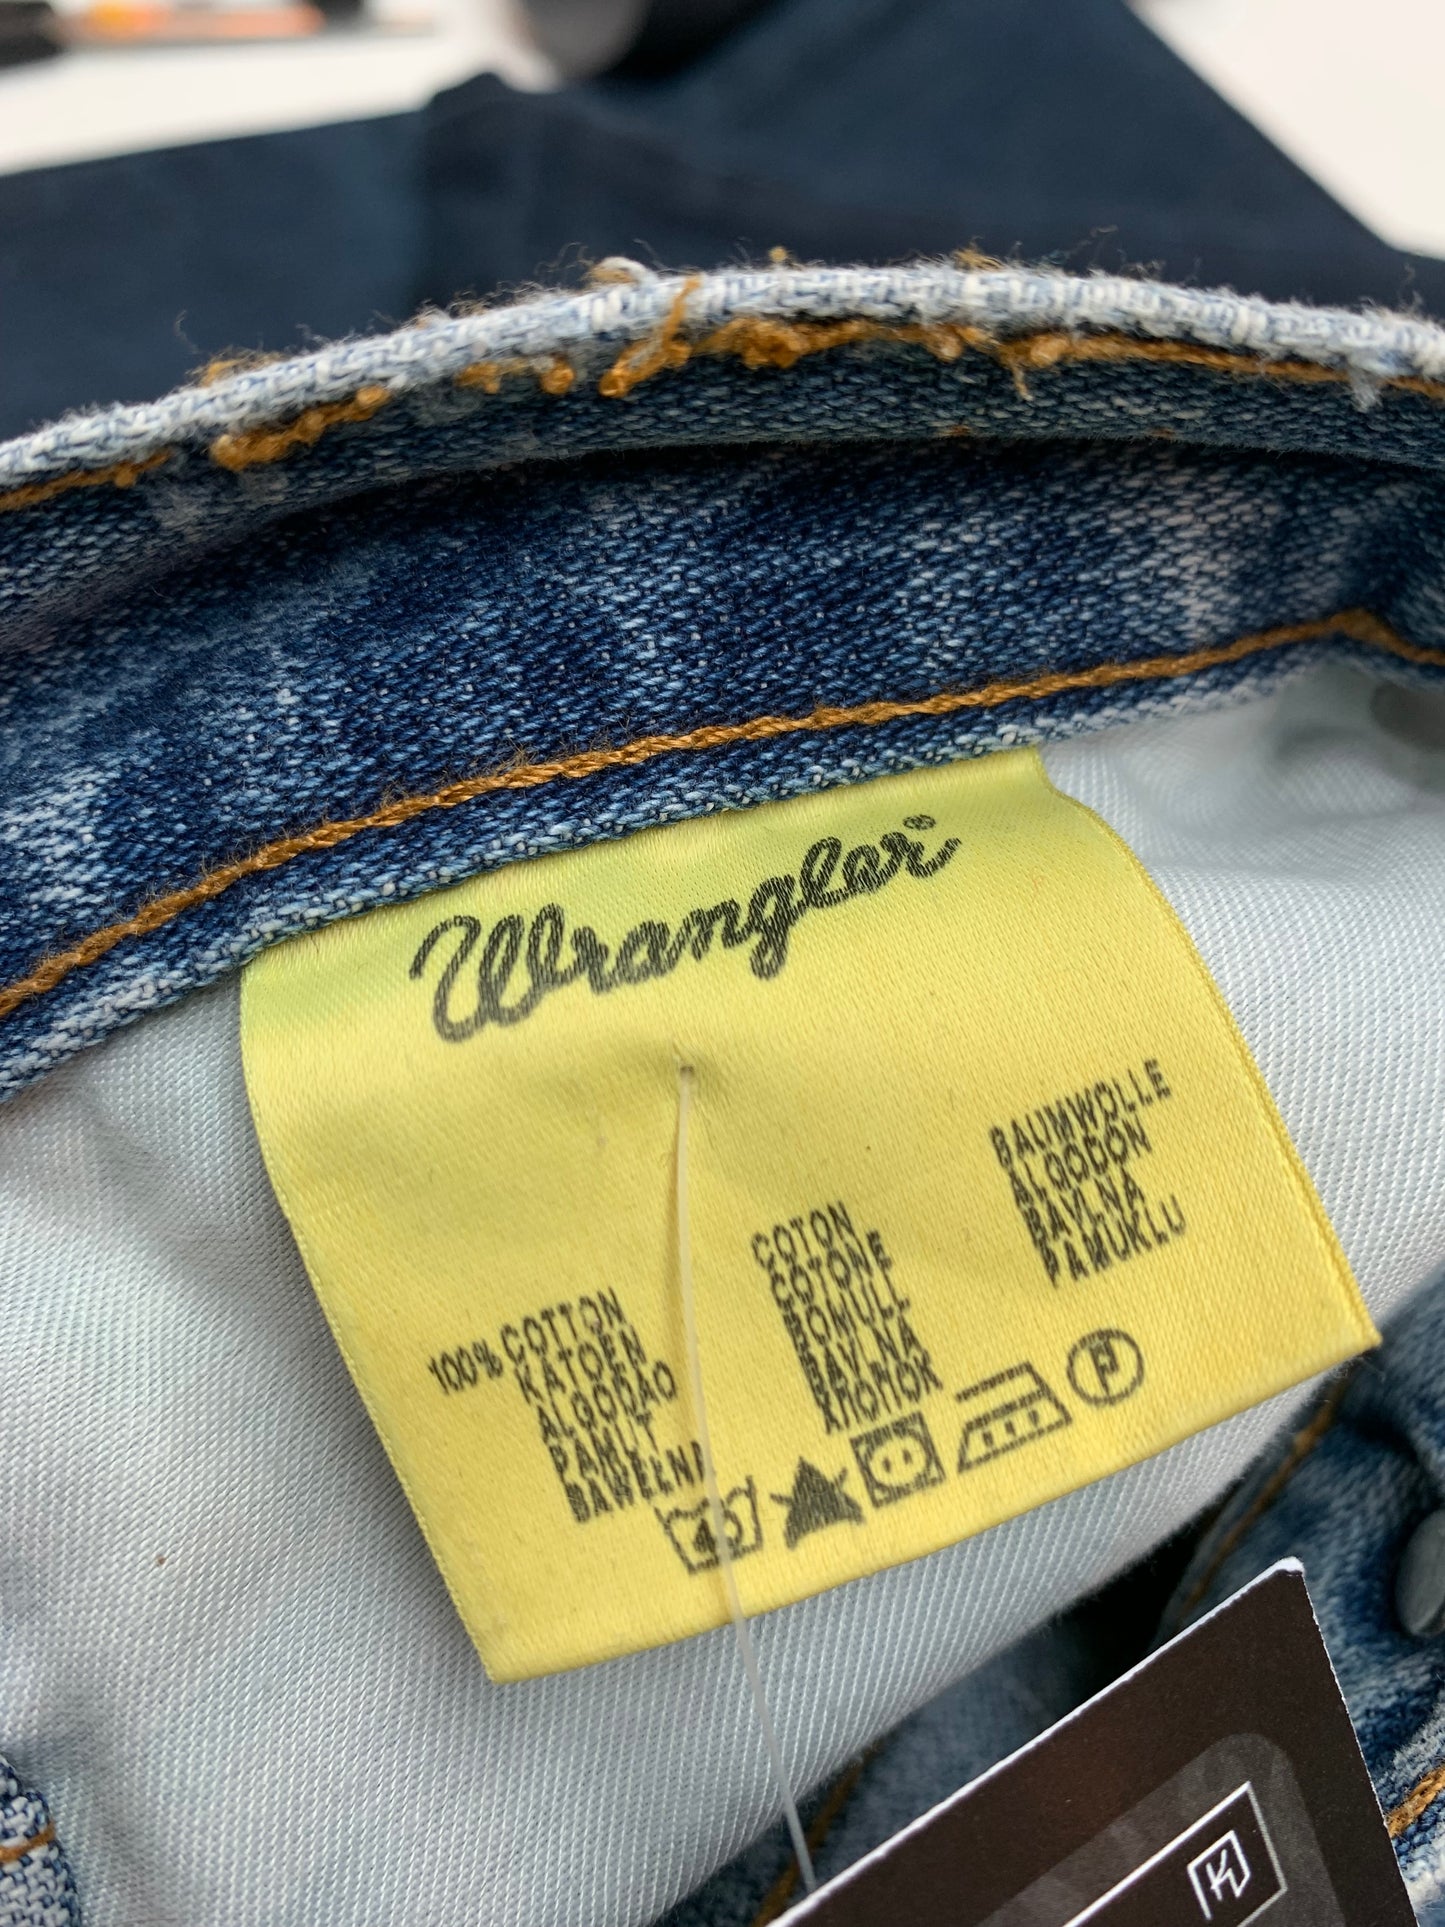 Wrangler®
100% COTTON
KATOEN
ALGODÃO
PAMUT
BAWEŁNA
COTON
COTONE
BOMULL
BAVLNA
ХЛОПОК
BAUMWOLLE
ALGODÓN
BAVLNA
PAMUKLU
40
P
K